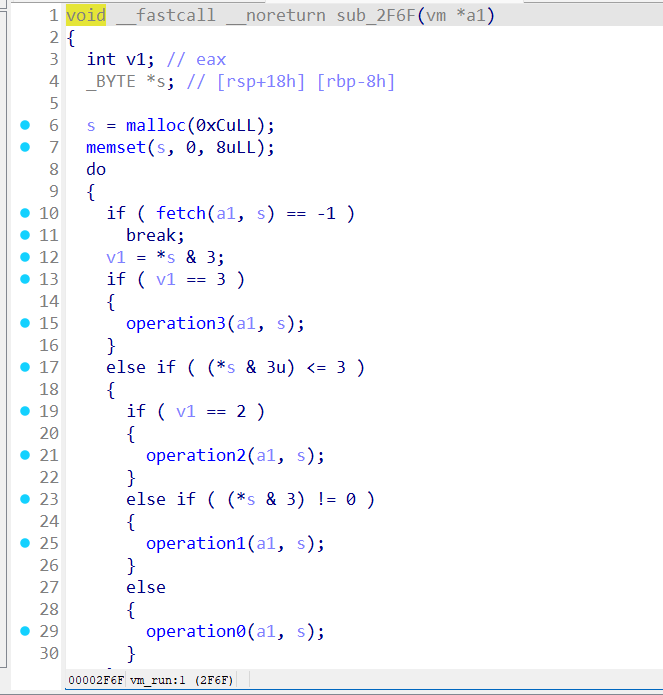 1 void __fastcall __noreturn sub_2F6F(vm *a1)
2 {
3   int v1; // eax
4   _BYTE *s; // [rsp+18h] [rbp-8h]
5
6   s = malloc(0xCuLL);
7   memset(s, 0, 8uLL);
8   do
9   {
10     if ( fetch(a1, s) == -1 )
11       break;
12     v1 = *s & 3;
13     if ( v1 == 3 )
14     {
15       operation3(a1, s);
16     }
17     else if ( (*s & 3u) <= 3 )
18     {
19       if ( v1 == 2 )
20       {
21         operation2(a1, s);
22       }
23       else if ( (*s & 3) != 0 )
24       {
25         operation1(a1, s);
26       }
27       else
28       {
29         operation0(a1, s);
30       }
00002F6F vm_run:1 (2F6F)